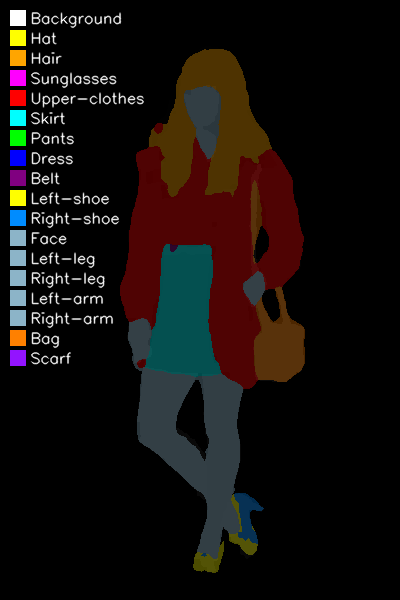 Background
Hat
Hair
Sunglasses
Upper-clothes
Skirt
Pants
Dress
Belt
Left-shoe
Right-shoe
Face
Left-leg
Right-leg
Left-arm
Right-arm
Bag
Scarf